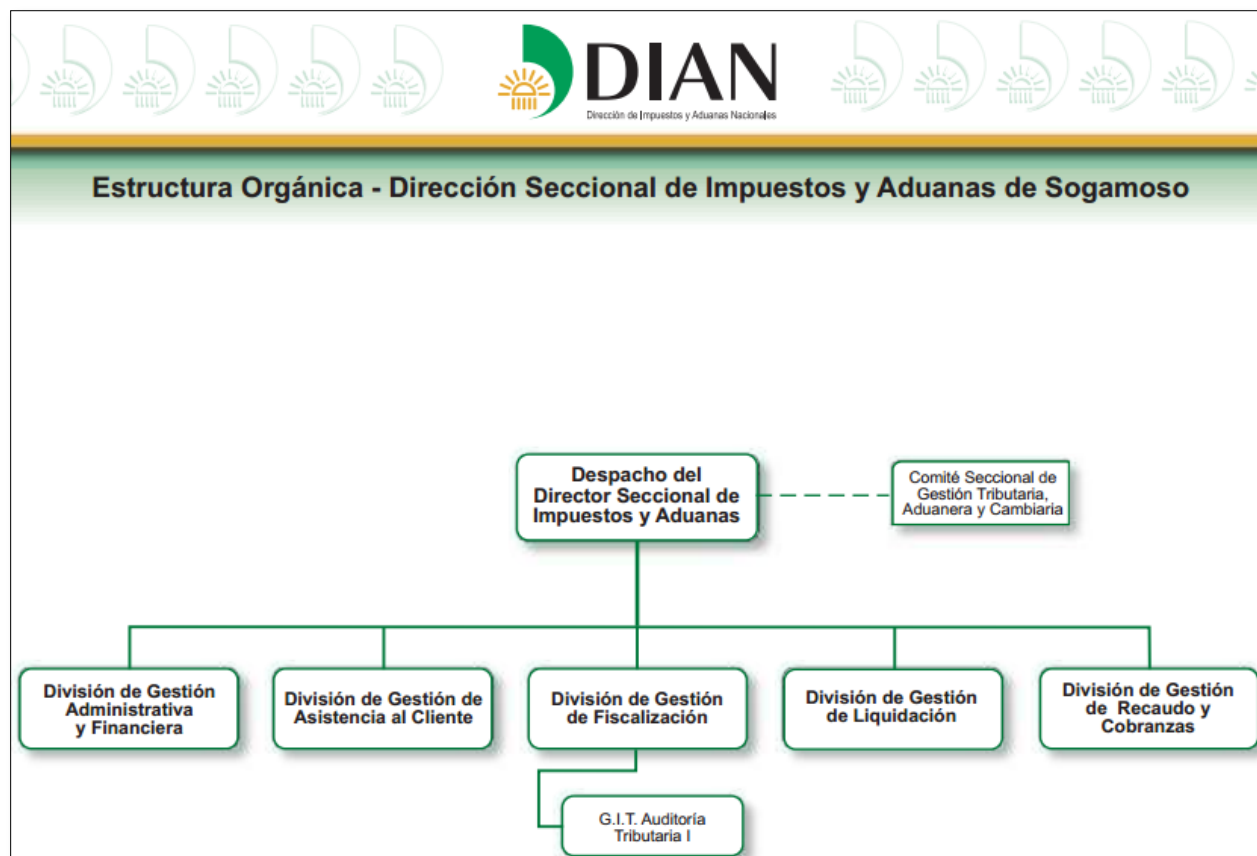 DIAN
Dirección de Impuestos y Aduanas Nacionales
Estructura Orgánica - Dirección Seccional de Impuestos y Aduanas de Sogamoso
Despacho del
Director Seccional de
Impuestos y Aduanas
Comité Seccional de
Gestión Tributaria,
Aduanera y Cambiaria
División de Gestión
Administrativa
y Financiera
División de Gestión de
Asistencia al Cliente
División de Gestión
de Fiscalización
División de Gestión
de Liquidación
División de Gestión
de Recaudo y
Cobranzas
G.I.T. Auditoría
Tributaria I